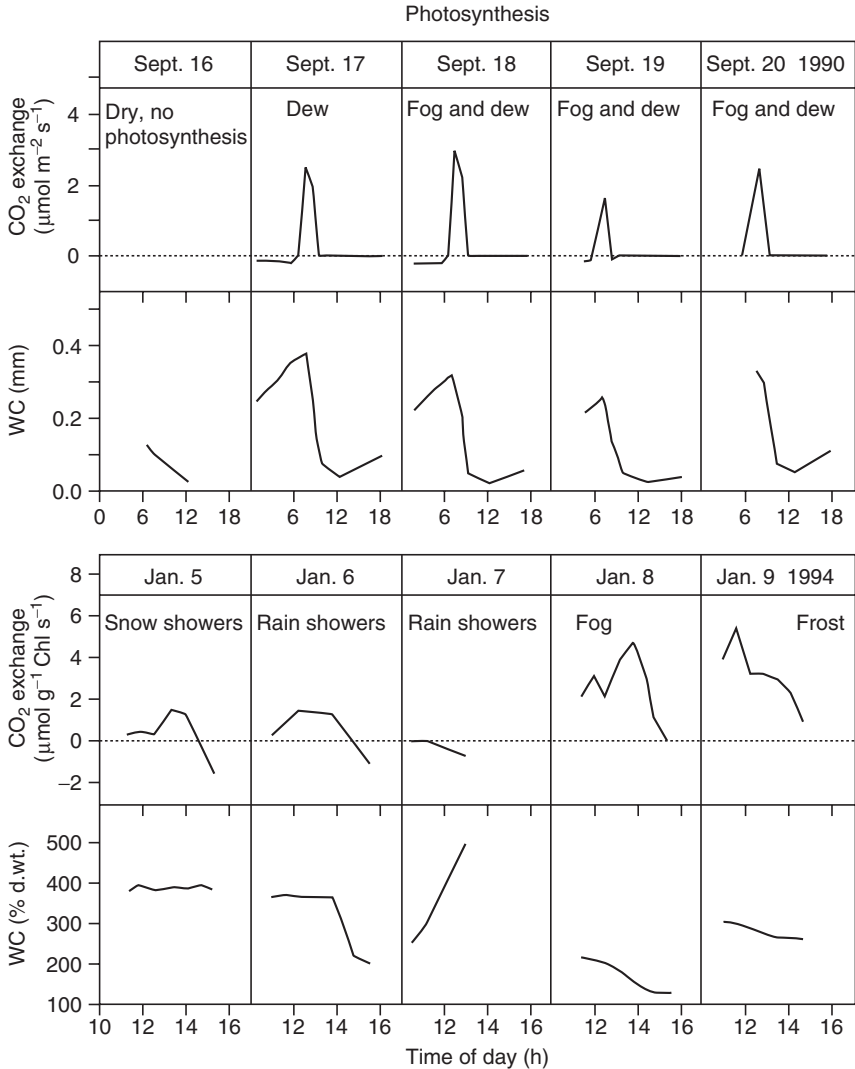 Photosynthesis
Sept. 16 Sept. 17 Sept. 18 Sept. 19 Sept. 20 1990
CO₂ exchange
(μmol m⁻² s⁻¹)
4
2
0
Dry, no
photosynthesis
Dew
Fog and dew
Fog and dew
Fog and dew
WC (mm)
0.4
0.2
0.0
0 6 12 18 6 12 18 6 12 18 6 12 18 6 12 18
Jan. 5 Jan. 6 Jan. 7 Jan. 8 Jan. 9 1994
CO₂ exchange
(μmol g⁻¹ Chl s⁻¹)
8
6
4
2
0
−2
Snow showers
Rain showers
Rain showers
Fog
Frost
WC (% d.wt.)
500
400
300
200
100
10 12 14 16 12 14 16 12 14 16 12 14 16 12 14 16
Time of day (h)